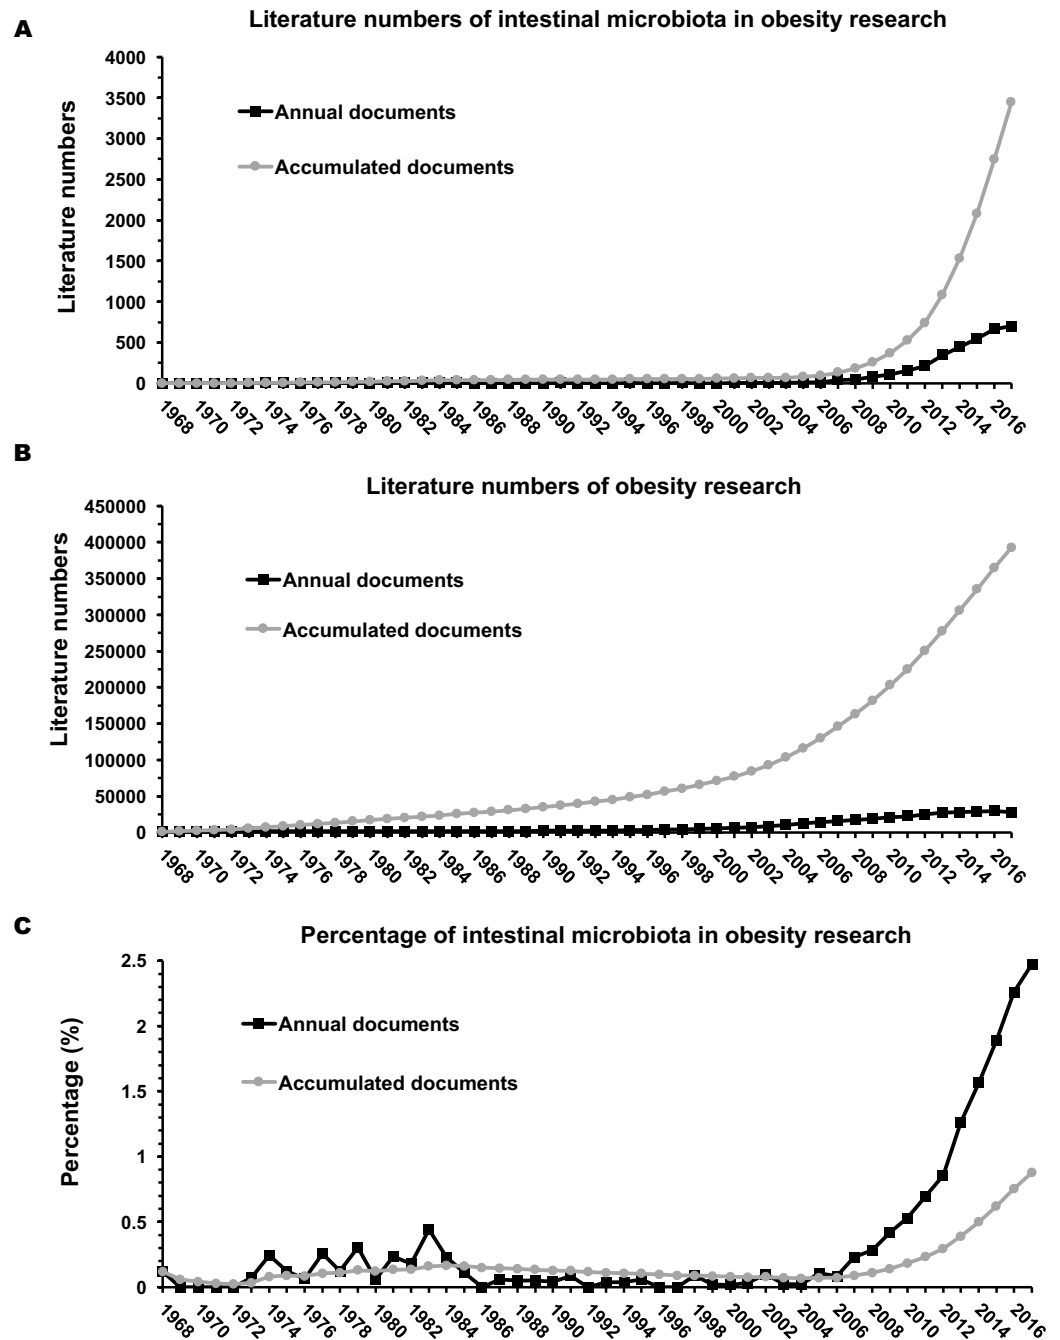 A
Literature numbers of intestinal microbiota in obesity research
4000
3500
3000
2500
2000
1500
1000
500
0
Literature numbers
Annual documents
Accumulated documents
1968 1970 1972 1974 1976 1978 1980 1982 1984 1986 1988 1990 1992 1994 1996 1998 2000 2002 2004 2006 2008 2010 2012 2014 2016
B
Literature numbers of obesity research
450000
400000
350000
300000
250000
200000
150000
100000
50000
0
Literature numbers
Annual documents
Accumulated documents
1968 1970 1972 1974 1976 1978 1980 1982 1984 1986 1988 1990 1992 1994 1996 1998 2000 2002 2004 2006 2008 2010 2012 2014 2016
C
Percentage of intestinal microbiota in obesity research
2.5
2
1.5
1
0.5
0
Percentage (%)
Annual documents
Accumulated documents
1968 1970 1972 1974 1976 1978 1980 1982 1984 1986 1988 1990 1992 1994 1996 1998 2000 2002 2004 2006 2008 2010 2012 2014 2016